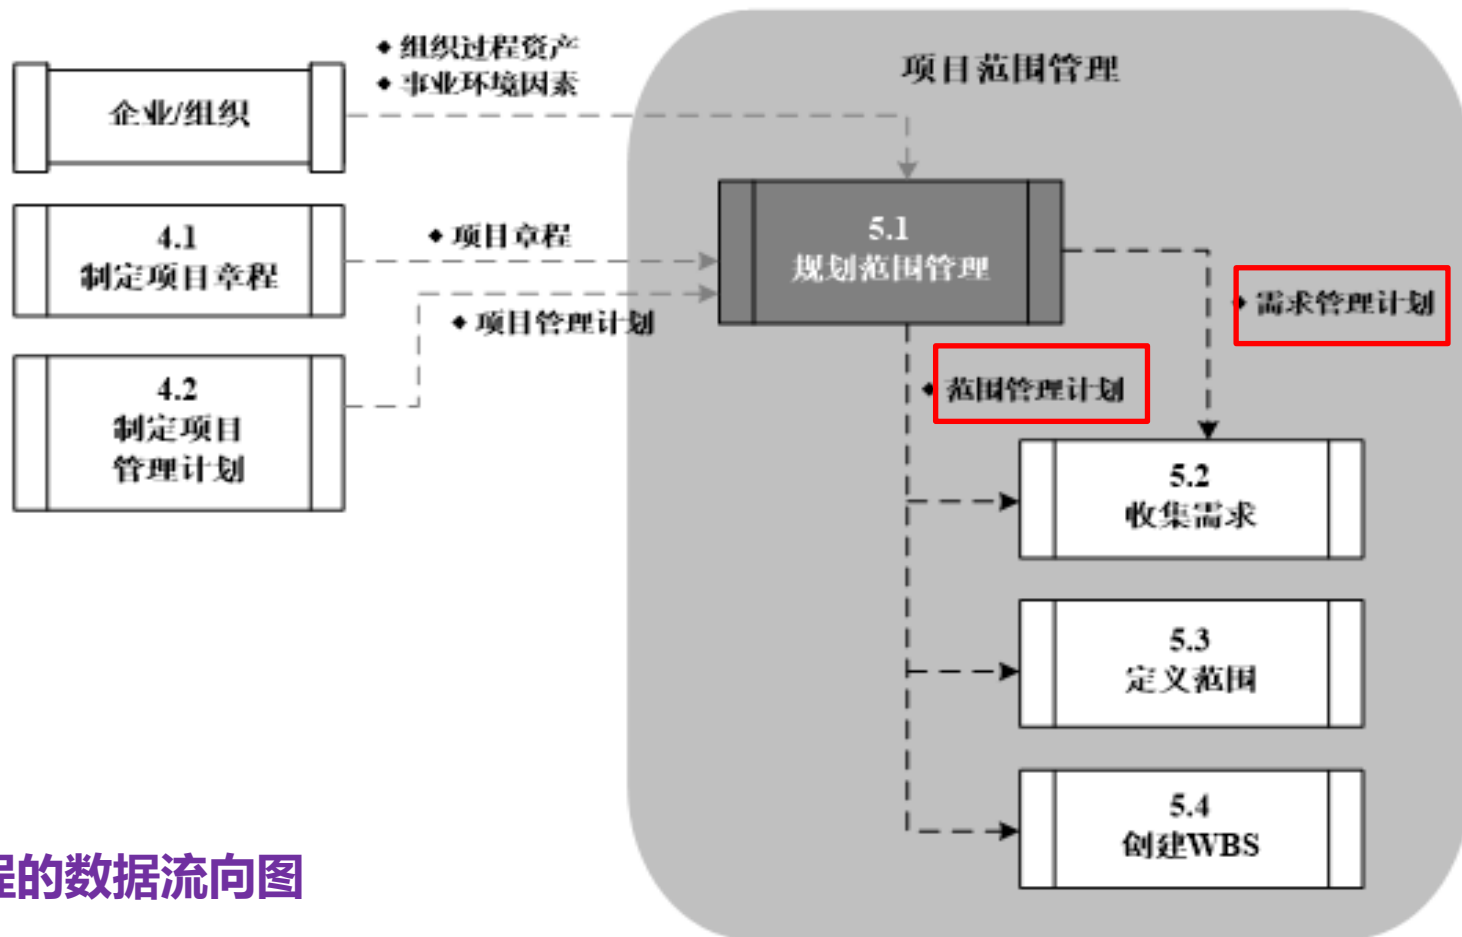 ◆ 组织过程资产
◆ 事业环境因素
项目范围管理
企业/组织
4.1
制定项目章程
◆ 项目章程
5.1
规划范围管理
◆ 项目管理计划
◆ 需求管理计划
◆ 范围管理计划
4.2
制定项目
管理计划
5.2
收集需求
5.3
定义范围
5.4
创建WBS
程的数据流向图